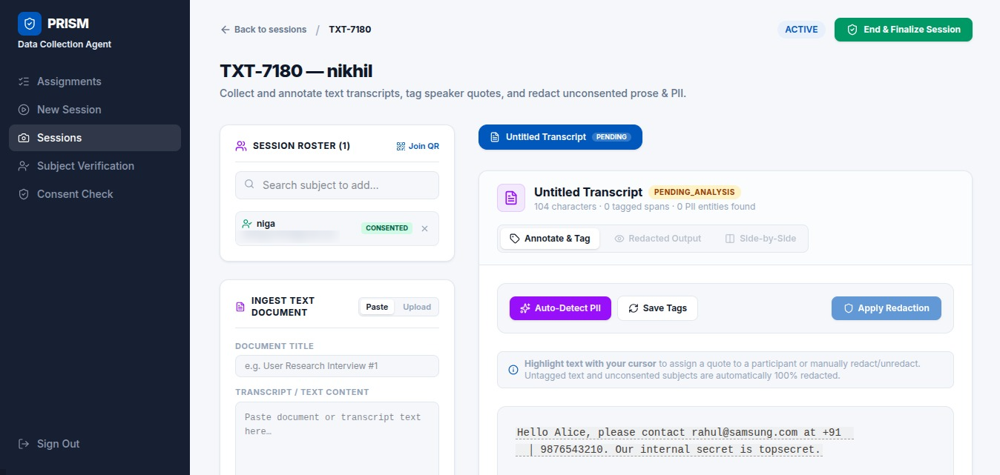 PRISM
Data Collection Agent
Assignments
New Session
Sessions
Subject Verification
Consent Check
Sign Out
Back to sessions / TXT-7180
ACTIVE
End & Finalize Session
TXT-7180 — nikhil
Collect and annotate text transcripts, tag speaker quotes, and redact unconsented prose & PII.
SESSION ROSTER (1)
Join QR
Search subject to add...
niga
CONSENTED
INGEST TEXT
DOCUMENT
Paste
Upload
DOCUMENT TITLE
e.g. User Research Interview #1
TRANSCRIPT / TEXT CONTENT
Paste document or transcript text
here…
Untitled Transcript PENDING
Untitled Transcript PENDING_ANALYSIS
104 characters · 0 tagged spans · 0 PII entities found
Annotate & Tag
Redacted Output
Side-by-Side
Auto-Detect PII
Save Tags
Apply Redaction
Highlight text with your cursor to assign a quote to a participant or manually redact/unredact.
Untagged text and unconsented subjects are automatically 100% redacted.
Hello Alice, please contact rahul@samsung.com at +91
| 9876543210. Our internal secret is topsecret.